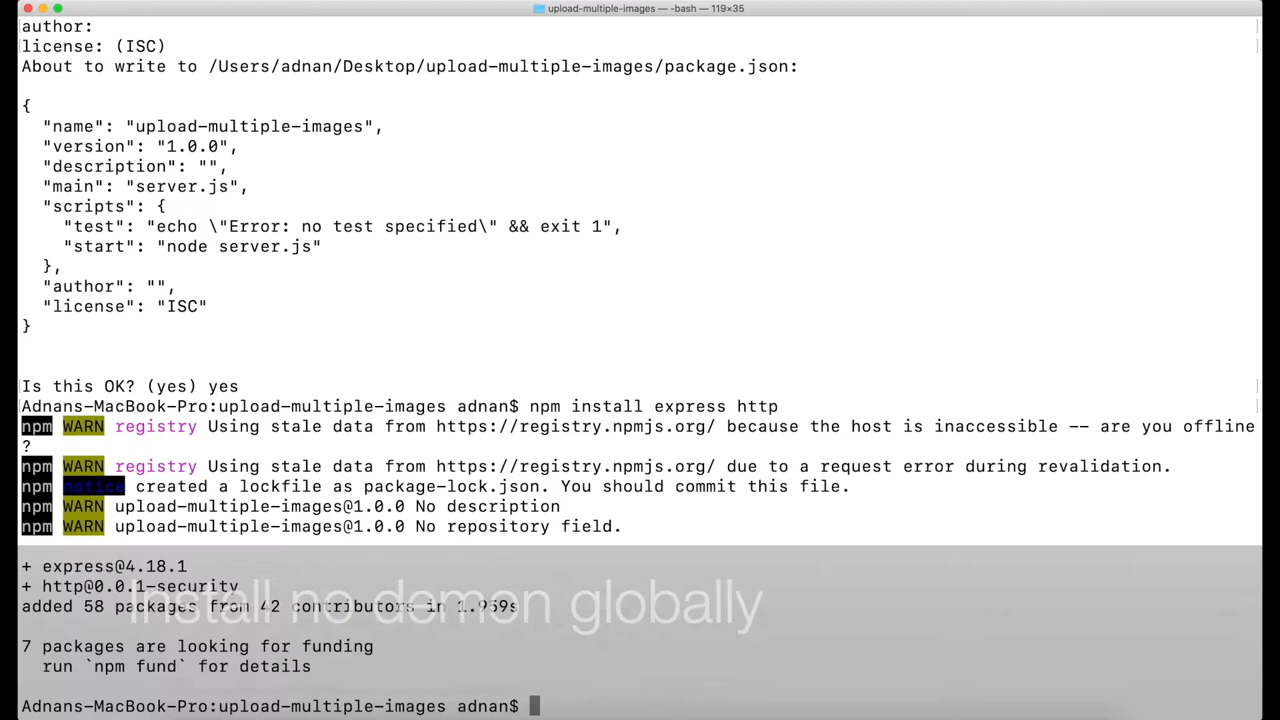 upload-multiple-images — -bash — 119×35
author:
license: (ISC)
About to write to /Users/adnan/Desktop/upload-multiple-images/package.json:
{
"name": "upload-multiple-images",
"version": "1.0.0",
"description": "",
"main": "server.js",
"scripts": {
"test": "echo \"Error: no test specified\" && exit 1",
"start": "node server.js"
},
"author": "",
"license": "ISC"
}
Is this OK? (yes) yes
Adnans-MacBook-Pro:upload-multiple-images adnan$ npm install express http
npm WARN registry Using stale data from https://registry.npmjs.org/ because the host is inaccessible -- are you offline
?
npm WARN registry Using stale data from https://registry.npmjs.org/ due to a request error during revalidation.
npm notice created a lockfile as package-lock.json. You should commit this file.
npm WARN upload-multiple-images@1.0.0 No description
npm WARN upload-multiple-images@1.0.0 No repository field.
+ express@4.18.1
+ http@0.0.1-security
added 58 packages from 42 contributors in 1.959s
Install no demon globally
7 packages are looking for funding
run `npm fund` for details
Adnans-MacBook-Pro:upload-multiple-images adnan$